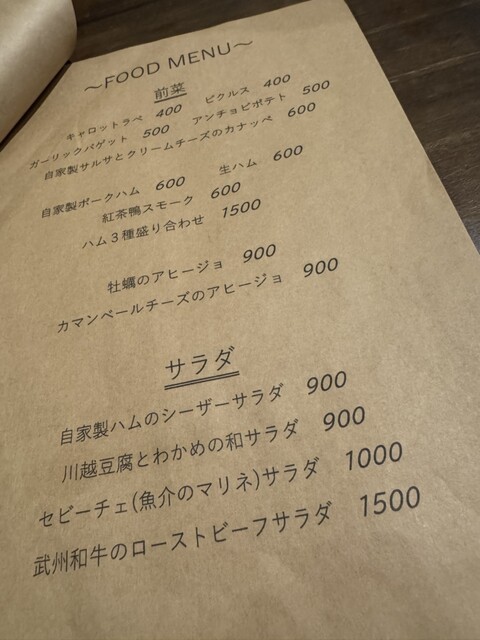 ～FOOD MENU～
前菜
キャロットラペ 400 ピクルス 400
ガーリックバゲット 500 アンチョビポテト 500
自家製サルサとクリームチーズのカナッペ 600
自家製ポークハム 600 生ハム 600
紅茶鴨スモーク 600
ハム３種盛り合わせ 1500
牡蠣のアヒージョ 900
カマンベールチーズのアヒージョ 900
サラダ
自家製ハムのシーザーサラダ 900
川越豆腐とわかめの和サラダ 900
セビーチェ(魚介のマリネ)サラダ 1000
武州和牛のローストビーフサラダ 1500